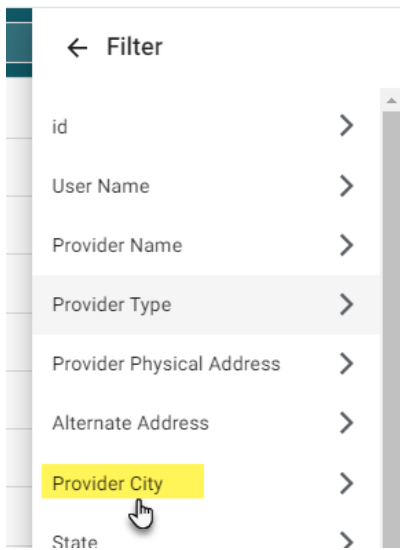 Filter
id
User Name
Provider Name
Provider Type
Provider Physical Address
Alternate Address
Provider City
State